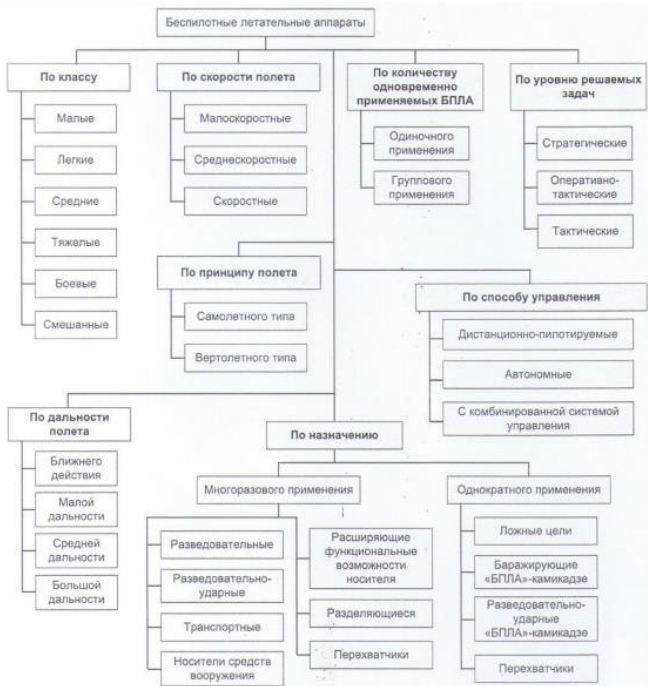 Беспилотные летательные аппараты
По классу
Малые
Легкие
Средние
Тяжелые
Боевые
Смешанные
По скорости полета
Малоскоростные
Среднескоростные
Скоростные
По количеству
одновременно
применяемых БПЛА
Одиночного
применения
Группового
применения
По уровню решаемых
задач
Стратегические
Оперативно-
тактические
Тактические
По принципу полета
Самолетного типа
Вертолетного типа
По способу управления
Дистанционно-пилотируемые
Автономные
С комбинированной системой
управления
По дальности
полета
Ближнего
действия
Малой
дальности
Средней
дальности
Большой
дальности
По назначению
Многоразового применения
Разведовательные
Разведовательно-
ударные
Транспортные
Носители средств
вооружения
Расширяющие
функциональные
возможности
носителя
Разделяющиеся
Перехватчики
Однократного применения
Ложные цели
Баражирующие
«БПЛА»-камикадзе
Разведовательно-
ударные
«БПЛА»-камикадзе
Перехватчики